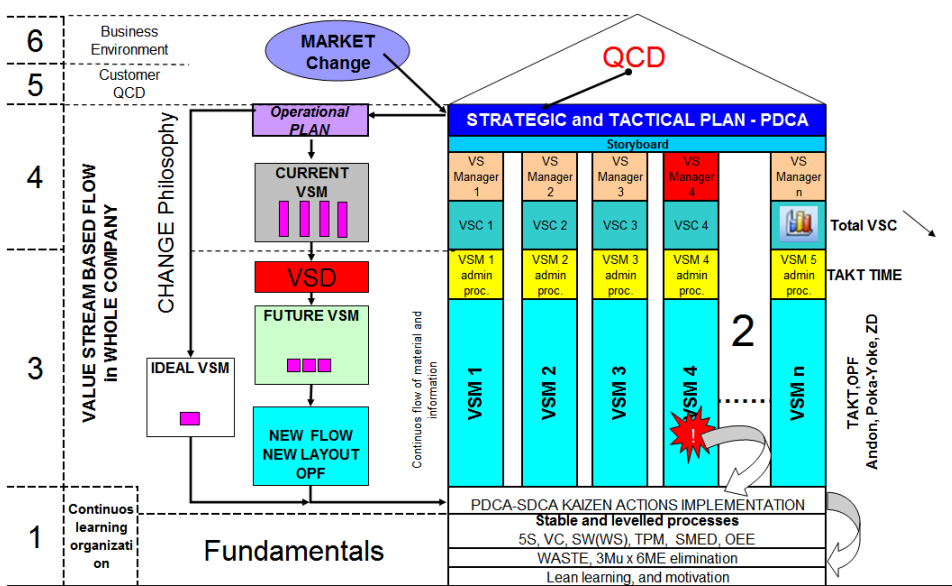 6
Business
Environment
MARKET
Change
QCD
5
Customer
QCD
Operational
PLAN
STRATEGIC and TACTICAL PLAN - PDCA
Storyboard
4
CURRENT
VSM
VS
Manager
1
VS
Manager
2
VS
Manager
3
VS
Manager
4
VS
Manager
n
VSC 1
VSC 2
VSC 3
VSC 4
Total VSC
VALUE STREAM BASED FLOW
in WHOLE COMPANY
CHANGE Philosophy
VSD
VSM 1
admin
proc.
VSM 2
admin
proc.
VSM 3
admin
proc.
VSM 4
admin
proc.
VSM 5
admin
proc.
TAKT TIME
3
FUTURE VSM
IDEAL VSM
NEW FLOW
NEW LAYOUT
OPF
Continuos flow of material and
information
VSM 1
VSM 2
VSM 3
VSM 4
2
VSM n
!
TAKT,OPF
Andon, Poka-Yoke, ZD
1
Continuos
learning
organizati
on
Fundamentals
PDCA-SDCA KAIZEN ACTIONS IMPLEMENTATION
Stable and levelled processes
5S, VC, SW(WS), TPM, SMED, OEE
WASTE, 3Mu x 6ME elimination
Lean learning, and motivation